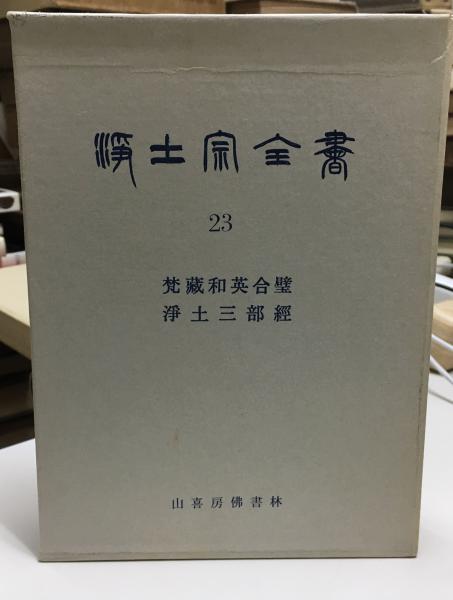 淨土宗全書
23
梵藏和英合璧
淨土三部經
山喜房佛書林